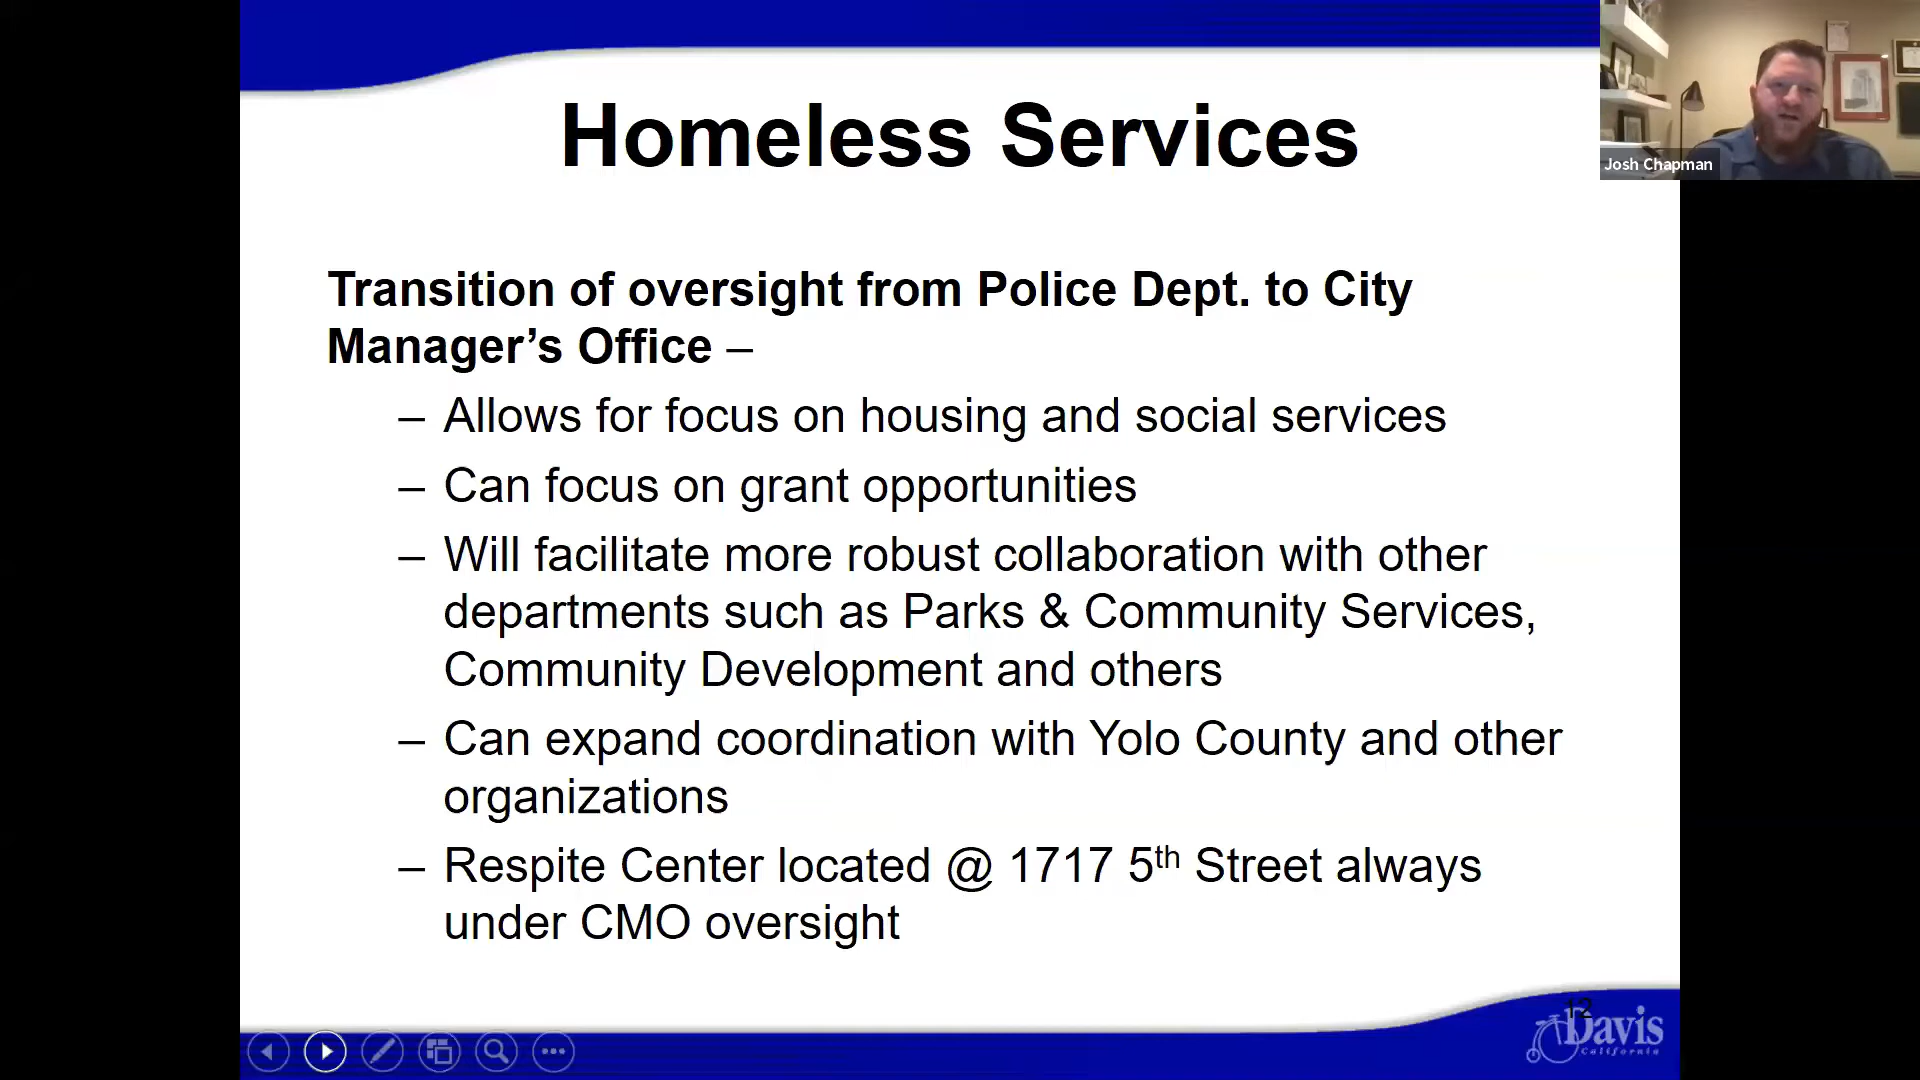 Homeless Services
Josh Chapman
Transition of oversight from Police Dept. to City
Manager’s Office –
– Allows for focus on housing and social services
– Can focus on grant opportunities
– Will facilitate more robust collaboration with other
departments such as Parks & Community Services,
Community Development and others
– Can expand coordination with Yolo County and other
organizations
– Respite Center located @ 1717 5th Street always
under CMO oversight
12
Davis
California